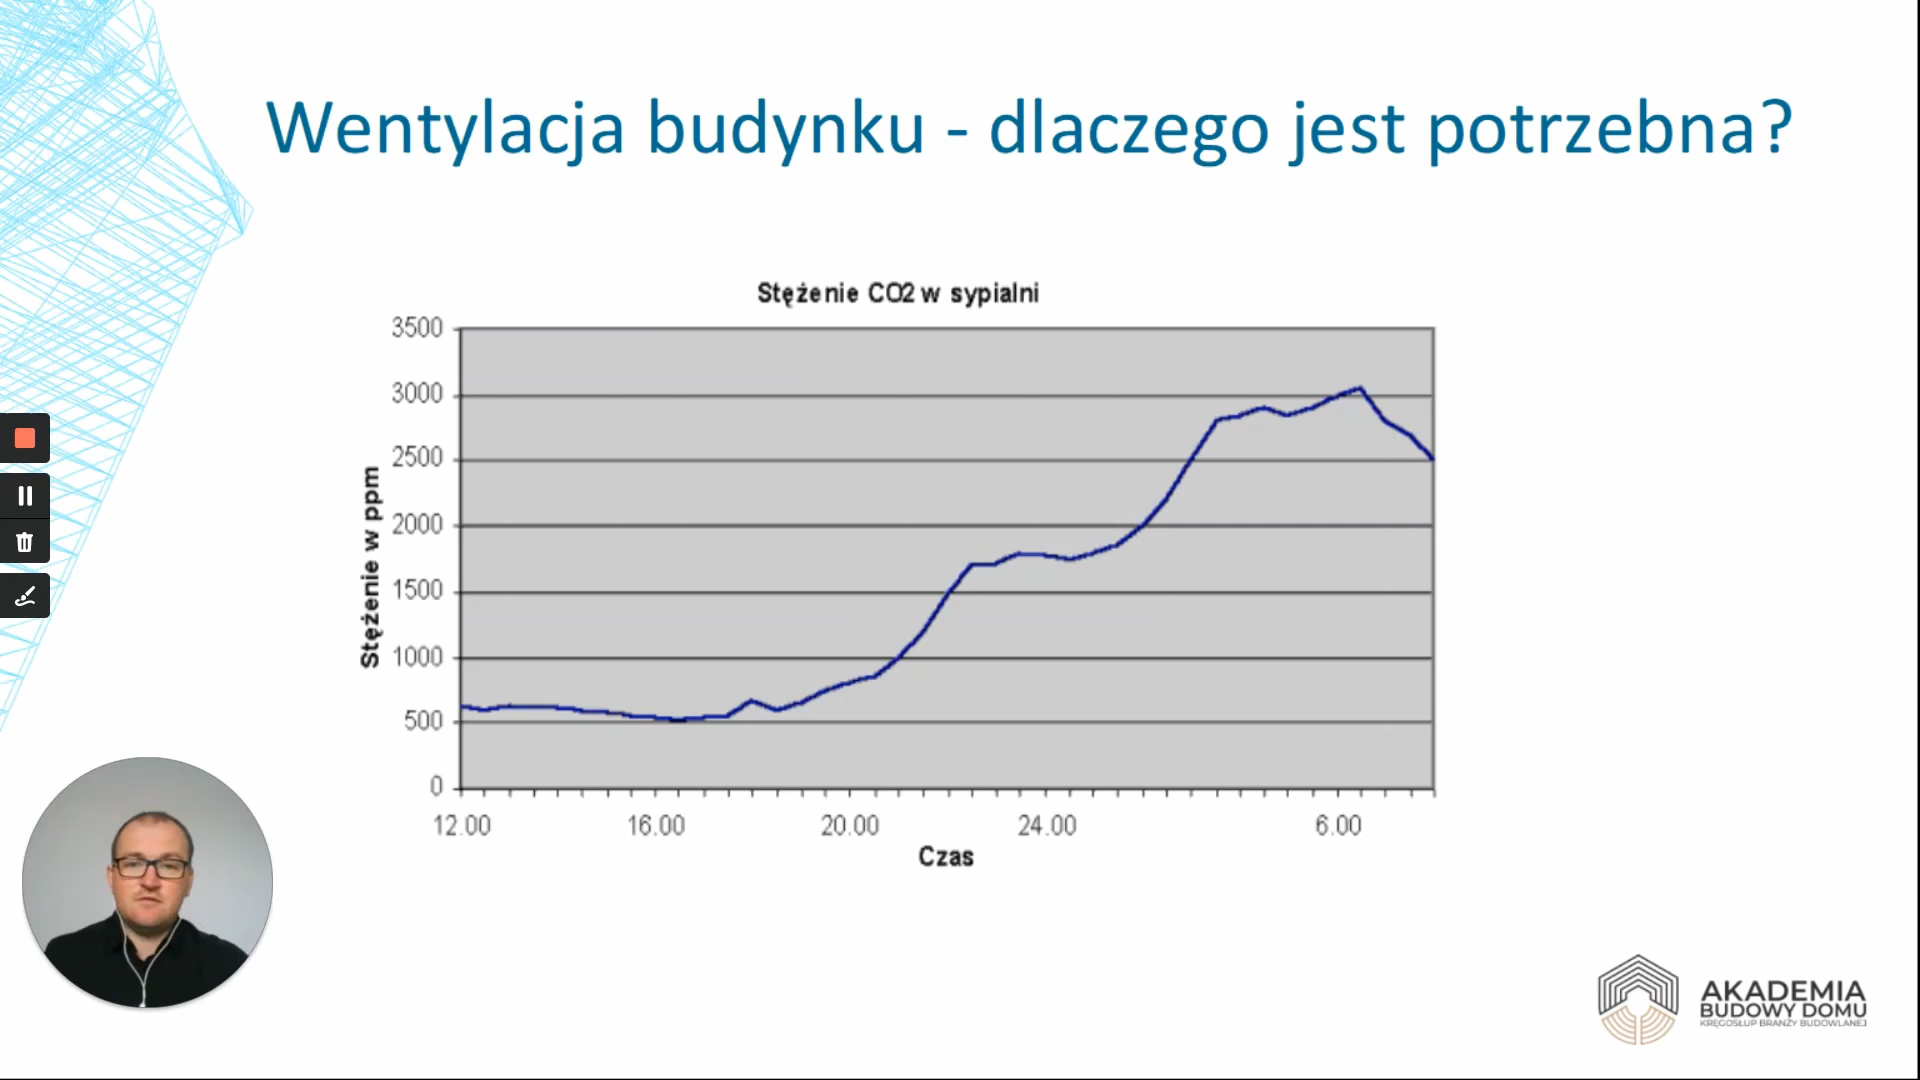 Wentylacja budynku - dlaczego jest potrzebna?
Stężenie CO2 w sypialni
3500
3000
2500
2000
1500
1000
500
0
Stężenie w ppm
12.00 16.00 20.00 24.00 6.00
Czas
AKADEMIA
BUDOWY DOMU
KRĘGOSŁUP BRANŻY BUDOWLANEJ